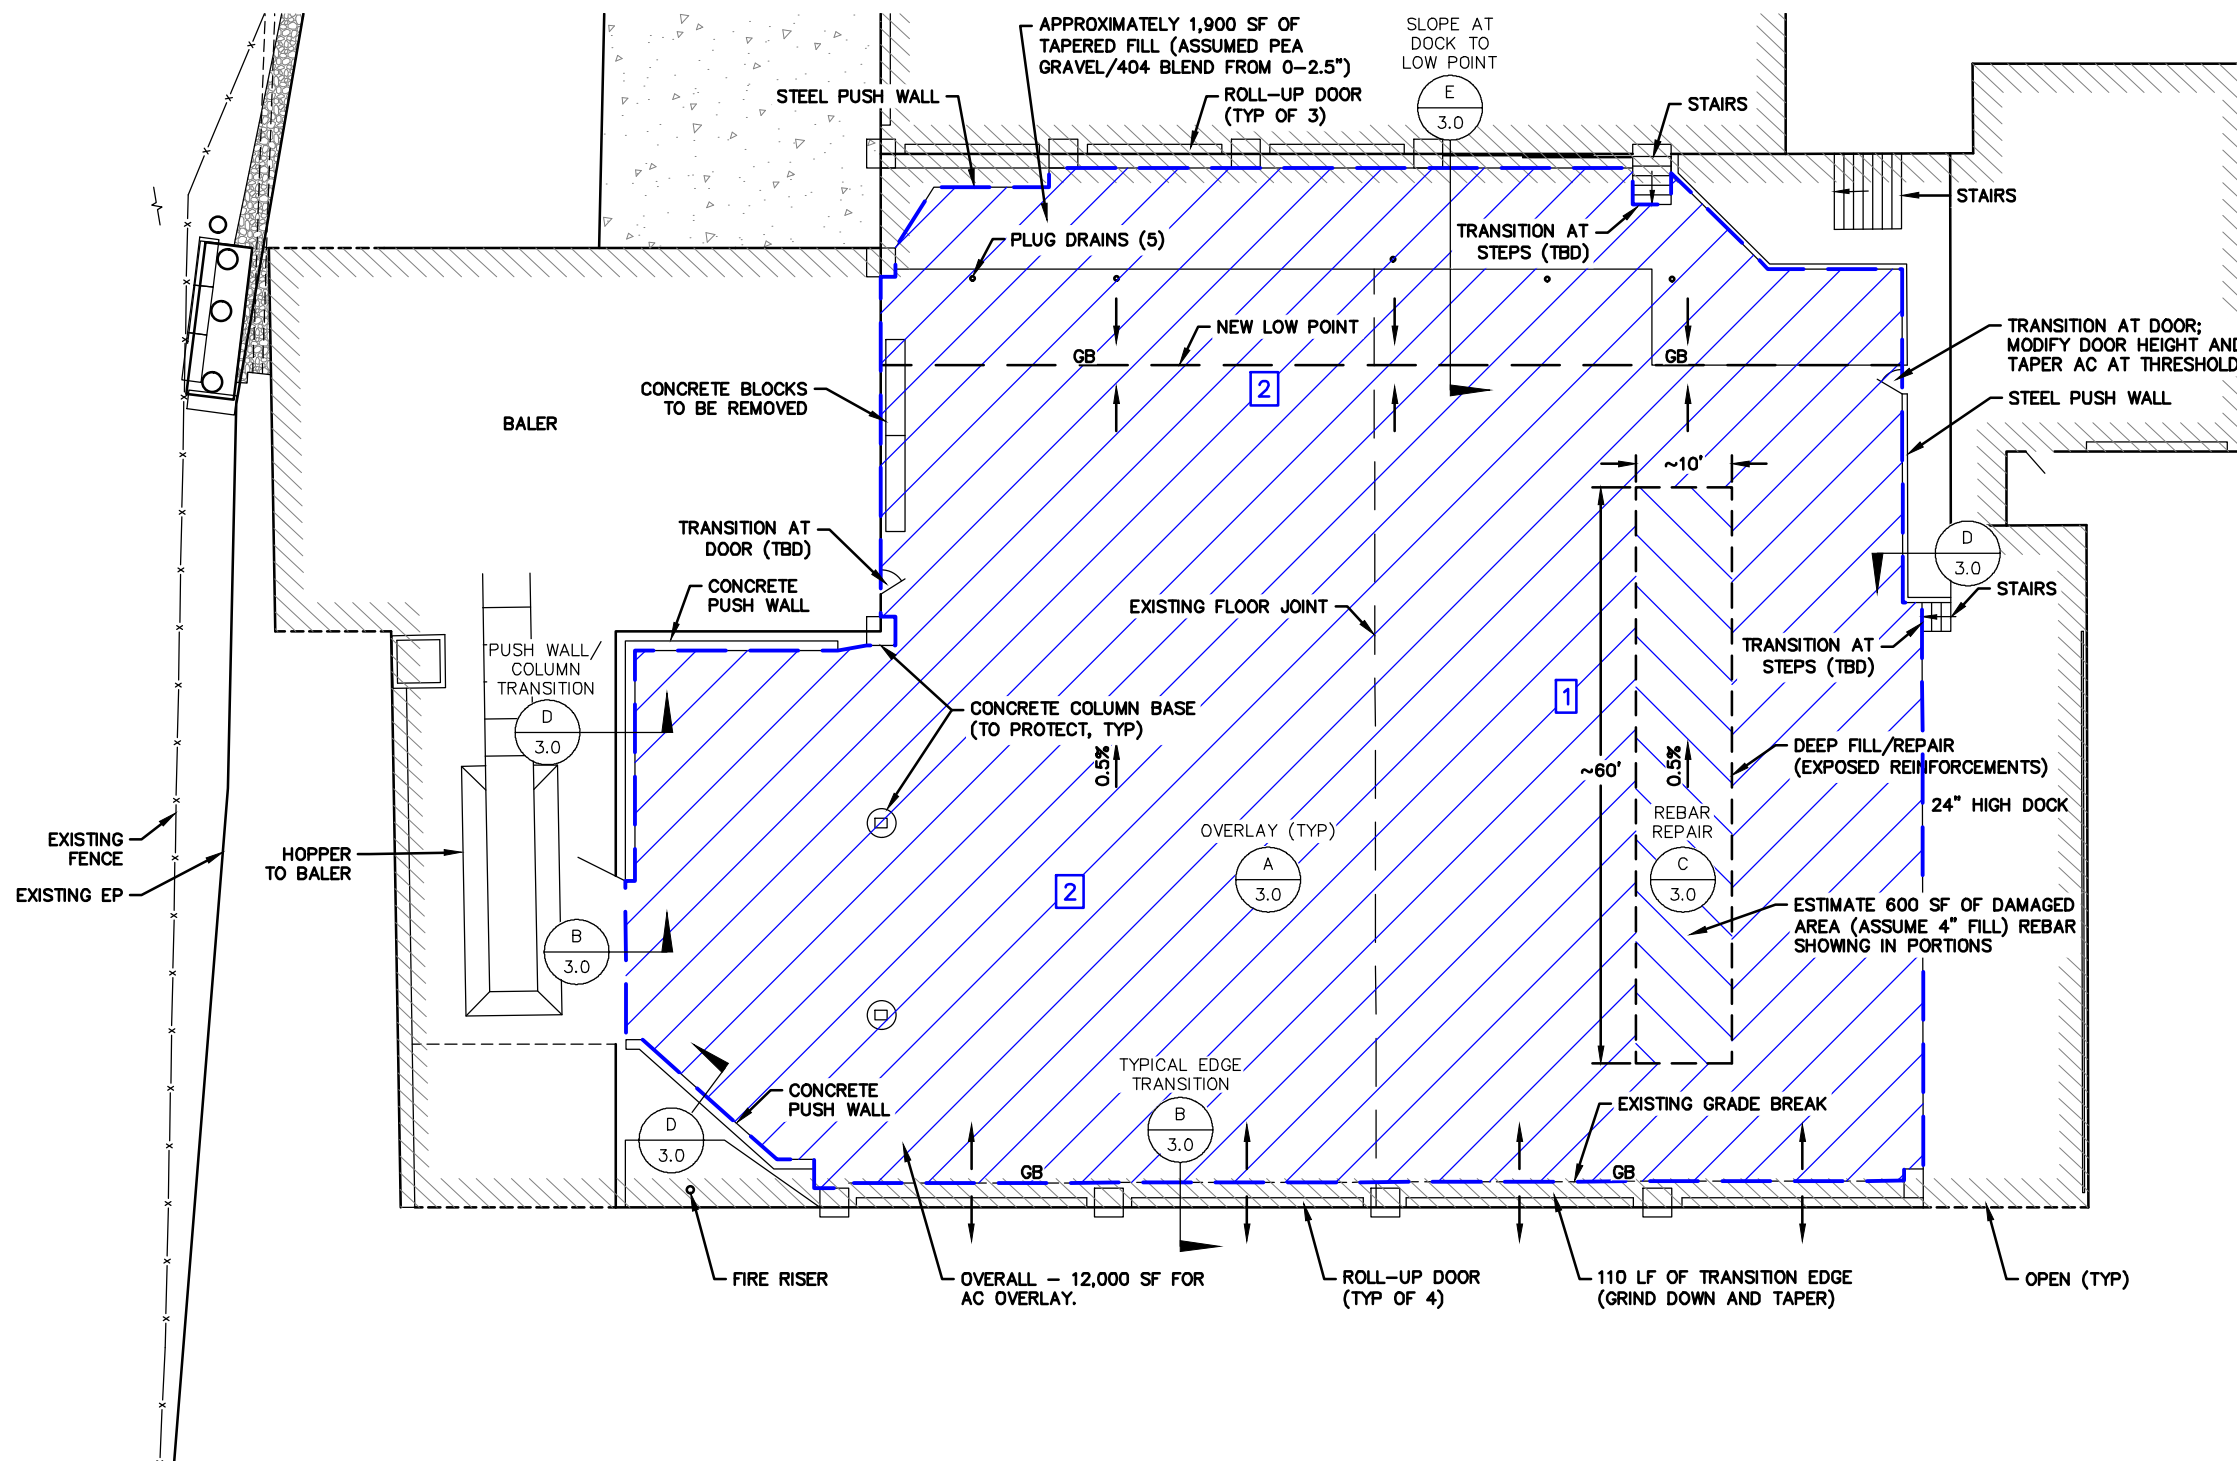 APPROXIMATELY 1,900 SF OF
TAPERED FILL (ASSUMED PEA
GRAVEL/404 BLEND FROM 0-2.5")
SLOPE AT
DOCK TO
LOW POINT
E
3.0
STEEL PUSH WALL
ROLL-UP DOOR
(TYP OF 3)
STAIRS
STAIRS
PLUG DRAINS (5)
TRANSITION AT
STEPS (TBD)
NEW LOW POINT
GB
GB
2
TRANSITION AT DOOR;
MODIFY DOOR HEIGHT AND
TAPER AC AT THRESHOLD
STEEL PUSH WALL
CONCRETE BLOCKS
TO BE REMOVED
BALER
~10'
TRANSITION AT
DOOR (TBD)
D
3.0
STAIRS
CONCRETE
PUSH WALL
EXISTING FLOOR JOINT
TRANSITION AT
STEPS (TBD)
PUSH WALL/
COLUMN
TRANSITION
D
3.0
1
CONCRETE COLUMN BASE
(TO PROTECT, TYP)
0.5%
~60'
0.5%
DEEP FILL/REPAIR
(EXPOSED REINFORCEMENTS)
24" HIGH DOCK
REBAR
REPAIR
C
3.0
OVERLAY (TYP)
A
3.0
EXISTING
FENCE
HOPPER
TO BALER
EXISTING EP
2
ESTIMATE 600 SF OF DAMAGED
AREA (ASSUME 4" FILL) REBAR
SHOWING IN PORTIONS
B
3.0
TYPICAL EDGE
TRANSITION
B
3.0
CONCRETE
PUSH WALL
EXISTING GRADE BREAK
D
3.0
GB
GB
FIRE RISER
OVERALL - 12,000 SF FOR
AC OVERLAY.
ROLL-UP DOOR
(TYP OF 4)
110 LF OF TRANSITION EDGE
(GRIND DOWN AND TAPER)
OPEN (TYP)